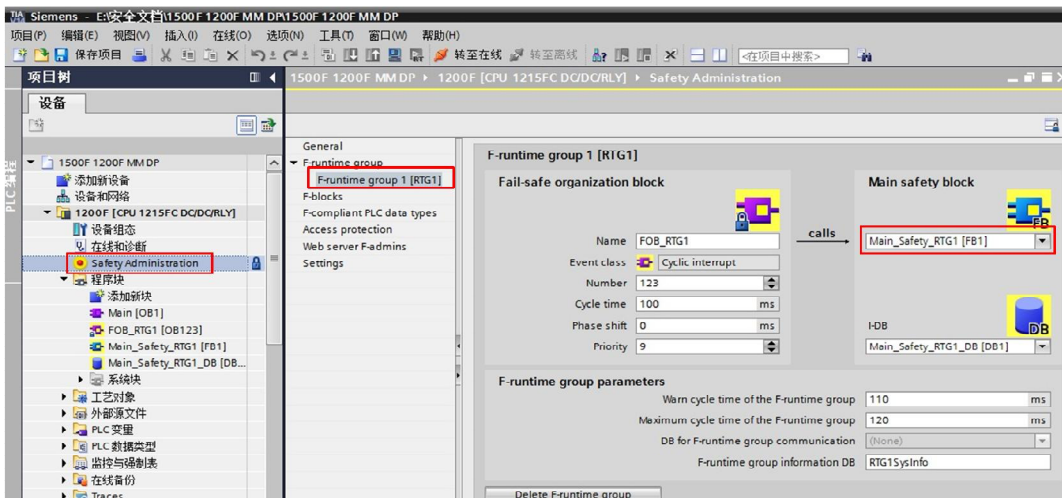 Siemens - E:\安全文档\1500F 1200F MM DP\1500F 1200F MM DP
项目(P) 编辑(E) 视图(V) 插入(I) 在线(O) 选项(N) 工具(T) 窗口(W) 帮助(H)
保存项目 转至在线 转至离线 <在项目中搜索>
项目树
1500F 1200F MM DP 1200F [CPU 1215FC DC/DC/RLY] Safety Administration
设备
PLC 编程
1500F 1200F MM DP
添加新设备
设备和网络
1200F [CPU 1215FC DC/DC/RLY]
设备组态
在线和诊断
Safety Administration
程序块
添加新块
Main [OB1]
FOB_RTG1 [OB123]
Main_Safety_RTG1 [FB1]
Main_Safety_RTG1_DB [DB...
系统块
工艺对象
外部源文件
PLC 变量
PLC 数据类型
监控与强制表
在线备份
Traces
General
F-runtime group
F-runtime group 1 [RTG1]
F-blocks
F-compliant PLC data types
Access protection
Web server F-admins
Settings
F-runtime group 1 [RTG1]
Fail-safe organization block
Name FOB_RTG1
Event class Cyclic interrupt
Number 123
Cycle time 100 ms
Phase shift 0 ms
Priority 9
calls
Main safety block
FB
Main_Safety_RTG1 [FB1]
DB
I-DB
Main_Safety_RTG1_DB [DB1]
F-runtime group parameters
Warn cycle time of the F-runtime group 110 ms
Maximum cycle time of the F-runtime group 120 ms
DB for F-runtime group communication (None)
F-runtime group information DB RTG1SysInfo
Delete F-runtime group